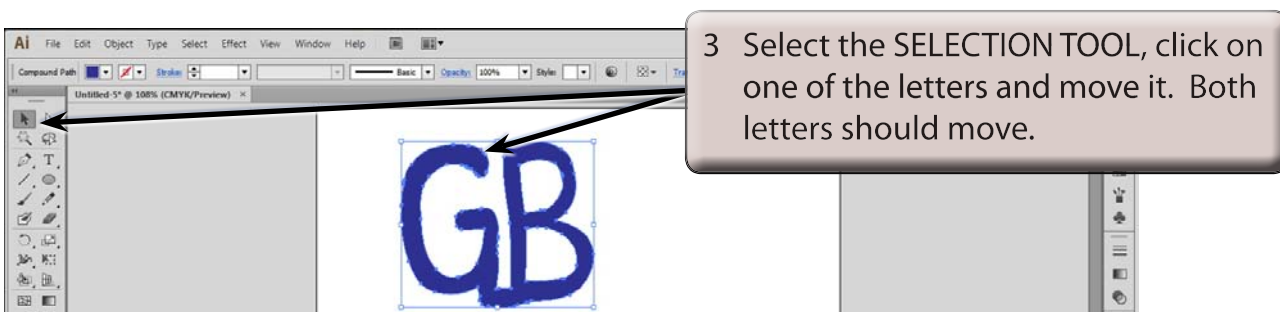 Ai File Edit Object Type Select Effect View Window Help Br
Compound Path Stroke: Basic Opacity: 100% Style:
Untitled-5* @ 108% (CMYK/Preview) ×
3 Select the SELECTION TOOL, click on
one of the letters and move it. Both
letters should move.
GB